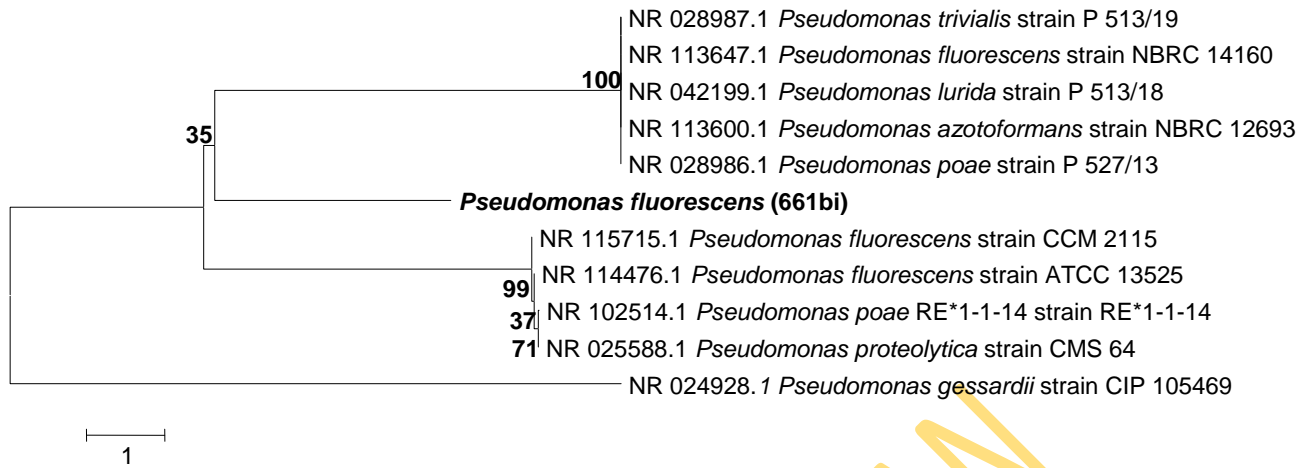 NR 028987.1 Pseudomonas trivialis strain P 513/19
NR 113647.1 Pseudomonas fluorescens strain NBRC 14160
100
NR 042199.1 Pseudomonas lurida strain P 513/18
35
NR 113600.1 Pseudomonas azotoformans strain NBRC 12693
NR 028986.1 Pseudomonas poae strain P 527/13
Pseudomonas fluorescens (661bi)
NR 115715.1 Pseudomonas fluorescens strain CCM 2115
NR 114476.1 Pseudomonas fluorescens strain ATCC 13525
99
NR 102514.1 Pseudomonas poae RE*1-1-14 strain RE*1-1-14
37
71 NR 025588.1 Pseudomonas proteolytica strain CMS 64
NR 024928.1 Pseudomonas gessardii strain CIP 105469
1